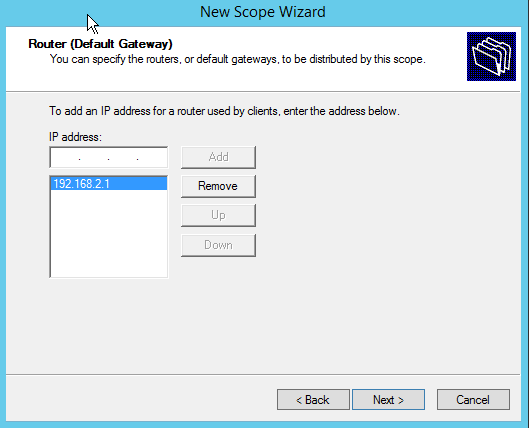 New Scope Wizard
Router (Default Gateway)
You can specify the routers, or default gateways, to be distributed by this scope.
To add an IP address for a router used by clients, enter the address below.
IP address:
. . .
Add
192.168.2.1
Remove
Up
Down
< Back
Next >
Cancel